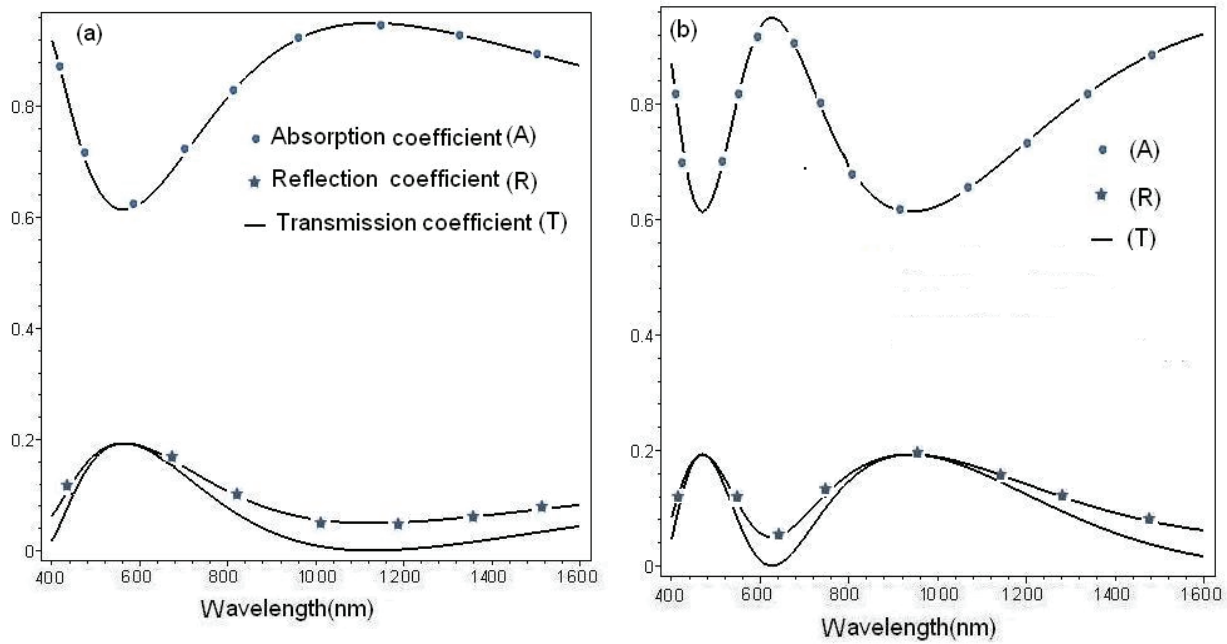 (a)
0.8
0.6
0.4
0.2
0
Absorption coefficient (A)
Reflection coefficient (R)
Transmission coefficient (T)
400 600 800 1000 1200 1400 1600
Wavelength(nm)
(b)
0.8
0.6
0.4
0.2
0
(A)
(R)
(T)
400 600 800 1000 1200 1400 1600
Wavelength(nm)